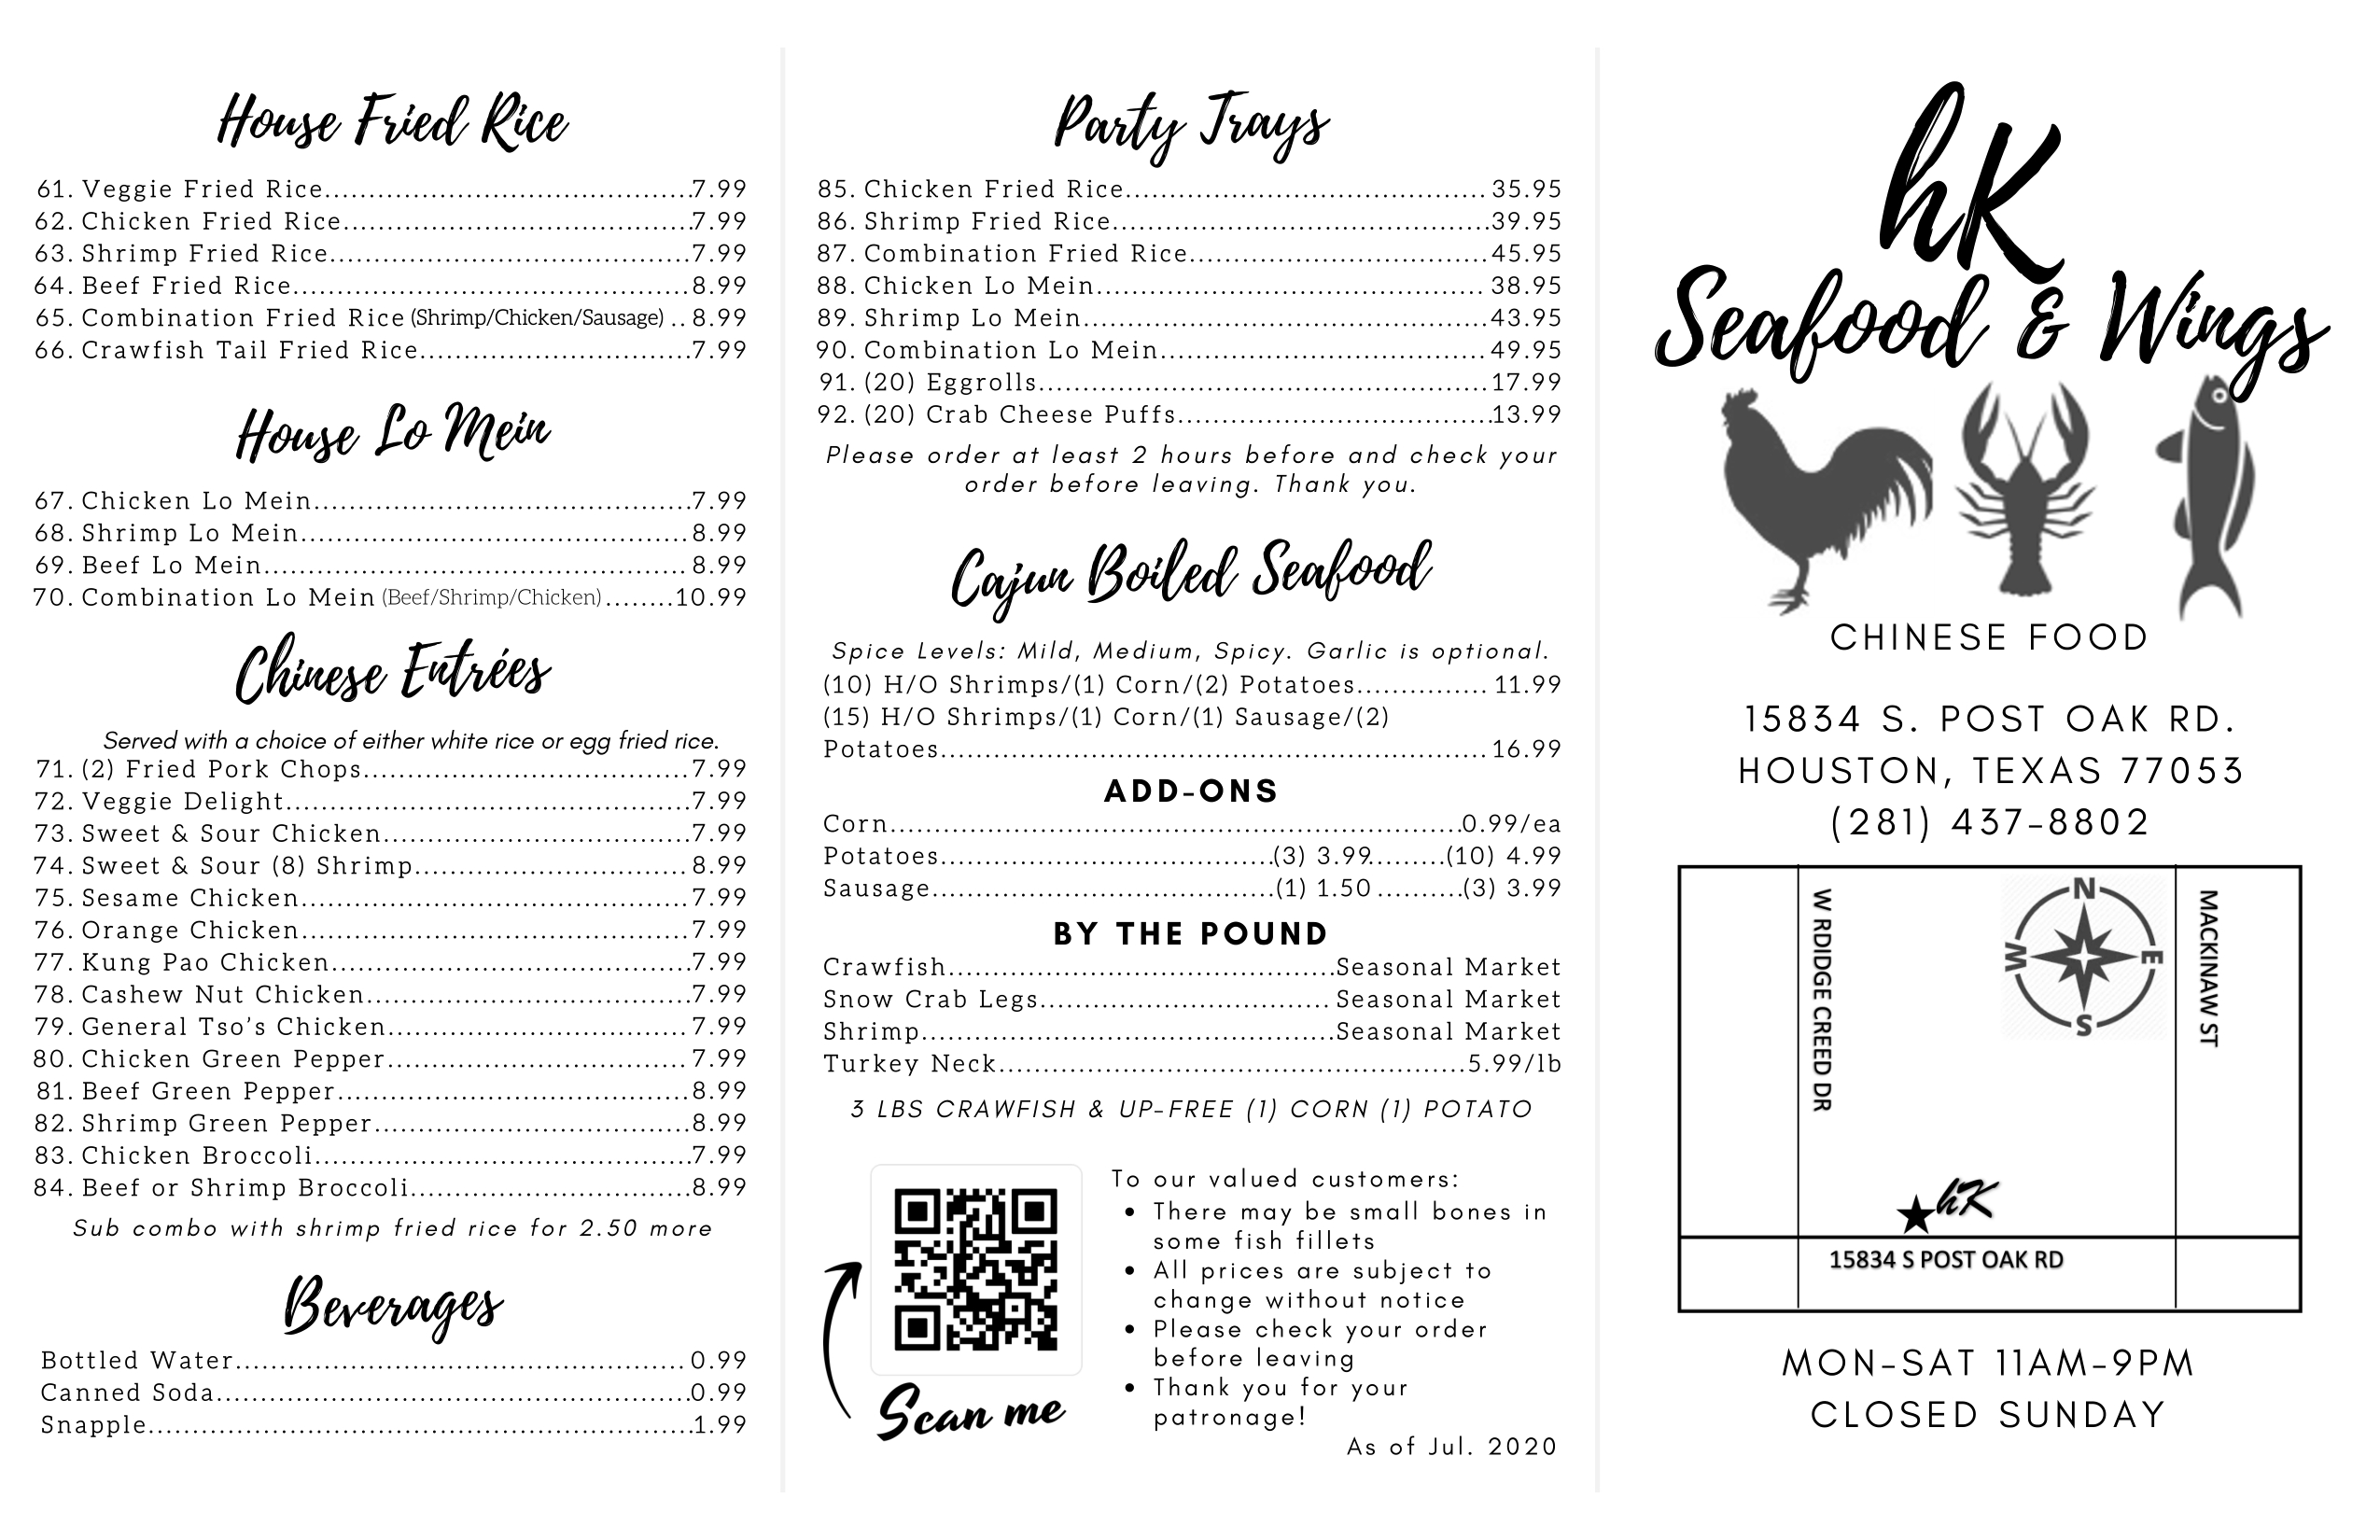 House Fried Rice
61. Veggie Fried Rice.........................................7.99
62. Chicken Fried Rice.......................................7.99
63. Shrimp Fried Rice.........................................7.99
64. Beef Fried Rice.............................................8.99
65. Combination Fried Rice (Shrimp/Chicken/Sausage) ..8.99
66. Crawfish Tail Fried Rice...............................7.99
House Lo Mein
67. Chicken Lo Mein...........................................7.99
68. Shrimp Lo Mein............................................8.99
69. Beef Lo Mein................................................8.99
70. Combination Lo Mein (Beef/Shrimp/Chicken)........10.99
Chinese Entrées
Served with a choice of either white rice or egg fried rice.
71. (2) Fried Pork Chops.....................................7.99
72. Veggie Delight..............................................7.99
73. Sweet & Sour Chicken...................................7.99
74. Sweet & Sour (8) Shrimp...............................8.99
75. Sesame Chicken............................................7.99
76. Orange Chicken............................................7.99
77. Kung Pao Chicken.........................................7.99
78. Cashew Nut Chicken.....................................7.99
79. General Tso's Chicken..................................7.99
80. Chicken Green Pepper..................................7.99
81. Beef Green Pepper........................................8.99
82. Shrimp Green Pepper....................................8.99
83. Chicken Broccoli...........................................7.99
84. Beef or Shrimp Broccoli................................8.99
Sub combo with shrimp fried rice for 2.50 more
Beverages
Bottled Water...................................................0.99
Canned Soda.....................................................0.99
Snapple.............................................................1.99
Party Trays
85. Chicken Fried Rice.........................................35.95
86. Shrimp Fried Rice...........................................39.95
87. Combination Fried Rice..................................45.95
88. Chicken Lo Mein............................................38.95
89. Shrimp Lo Mein..............................................43.95
90. Combination Lo Mein.....................................49.95
91. (20) Eggrolls...................................................17.99
92. (20) Crab Cheese Puffs....................................13.99
Please order at least 2 hours before and check your
order before leaving. Thank you.
Cajun Boiled Seafood
Spice Levels: Mild, Medium, Spicy. Garlic is optional.
(10) H/O Shrimps/(1) Corn/(2) Potatoes...............11.99
(15) H/O Shrimps/(1) Corn/(1) Sausage/(2)
Potatoes..............................................................16.99
ADD-ONS
Corn.................................................................0.99/ea
Potatoes......................................(3) 3.99.........(10) 4.99
Sausage.......................................(1) 1.50 ..........(3) 3.99
BY THE POUND
Crawfish............................................Seasonal Market
Snow Crab Legs.................................Seasonal Market
Shrimp...............................................Seasonal Market
Turkey Neck.....................................................5.99/lb
3 LBS CRAWFISH & UP-FREE (1) CORN (1) POTATO
Scan me
To our valued customers:
• There may be small bones in
some fish fillets
• All prices are subject to
change without notice
• Please check your order
before leaving
• Thank you for your
patronage!
As of Jul. 2020
hK
Seafood & Wings
CHINESE FOOD
15834 S. POST OAK RD.
HOUSTON, TEXAS 77053
(281) 437-8802
W RDIDGE CREED DR
N
W
E
S
MACKINAW ST
hK
15834 S POST OAK RD
MON-SAT 11AM-9PM
CLOSED SUNDAY